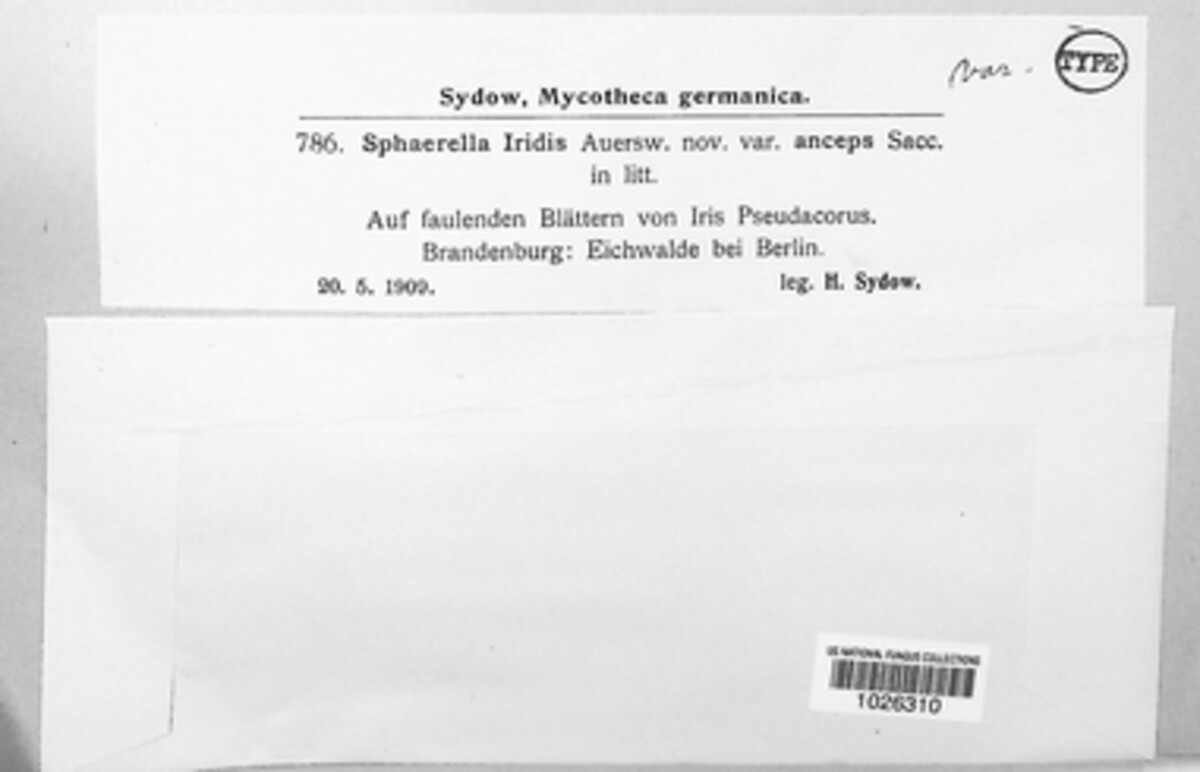 var.
TYPE
Sydow, Mycotheca germanica.
786. Sphaerella Iridis Auersw. nov. var. anceps Sacc.
in litt.
Auf faulenden Blättern von Iris Pseudacorus.
Brandenburg: Eichwalde bei Berlin.
20. 5. 1909. leg. H. Sydow.
US NATIONAL FUNGUS COLLECTIONS
1026310